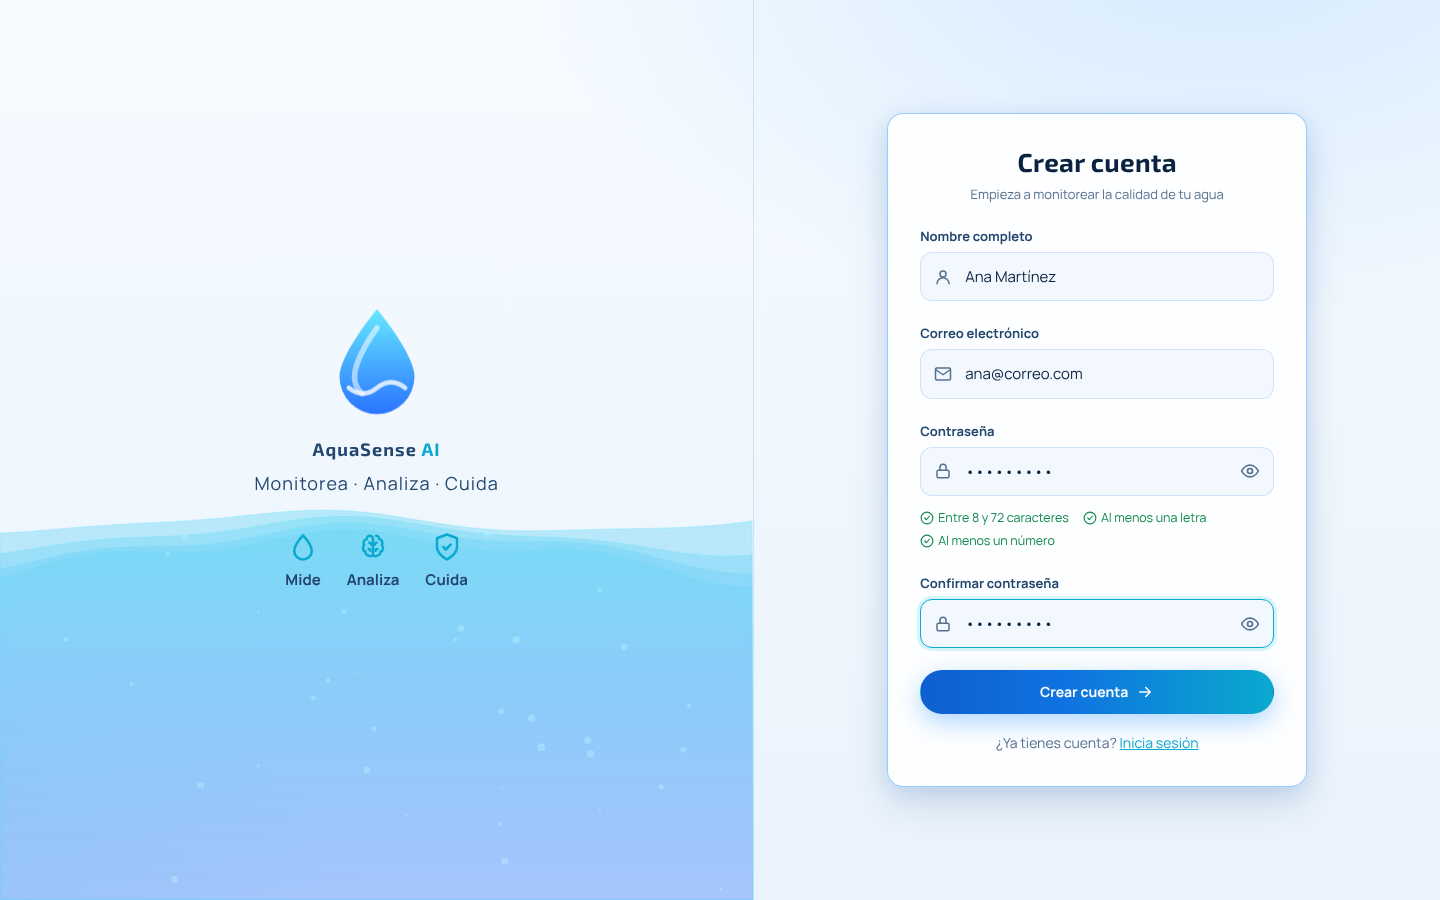 AquaSense AI
Monitorea · Analiza · Cuida
Mide
Analiza
Cuida
Crear cuenta
Empieza a monitorear la calidad de tu agua
Nombre completo
Ana Martínez
Correo electrónico
ana@correo.com
Contraseña
•••••••••
Entre 8 y 72 caracteres
Al menos una letra
Al menos un número
Confirmar contraseña
•••••••••
Crear cuenta →
¿Ya tienes cuenta? Inicia sesión